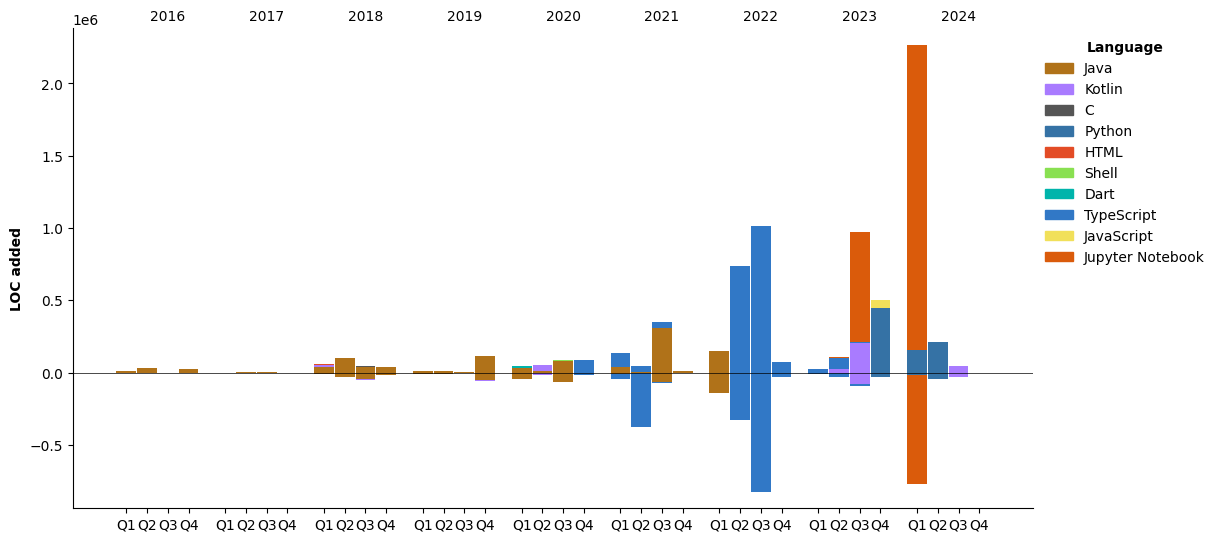 2016 2017 2018 2019 2020 2021 2022 2023 2024
1e6
Language
Java
Kotlin
C
Python
HTML
Shell
Dart
TypeScript
JavaScript
Jupyter Notebook
LOC added
2.0
1.5
1.0
0.5
0.0
−0.5
Q1 Q2 Q3 Q4 Q1 Q2 Q3 Q4 Q1 Q2 Q3 Q4 Q1 Q2 Q3 Q4 Q1 Q2 Q3 Q4 Q1 Q2 Q3 Q4 Q1 Q2 Q3 Q4 Q1 Q2 Q3 Q4 Q1 Q2 Q3 Q4